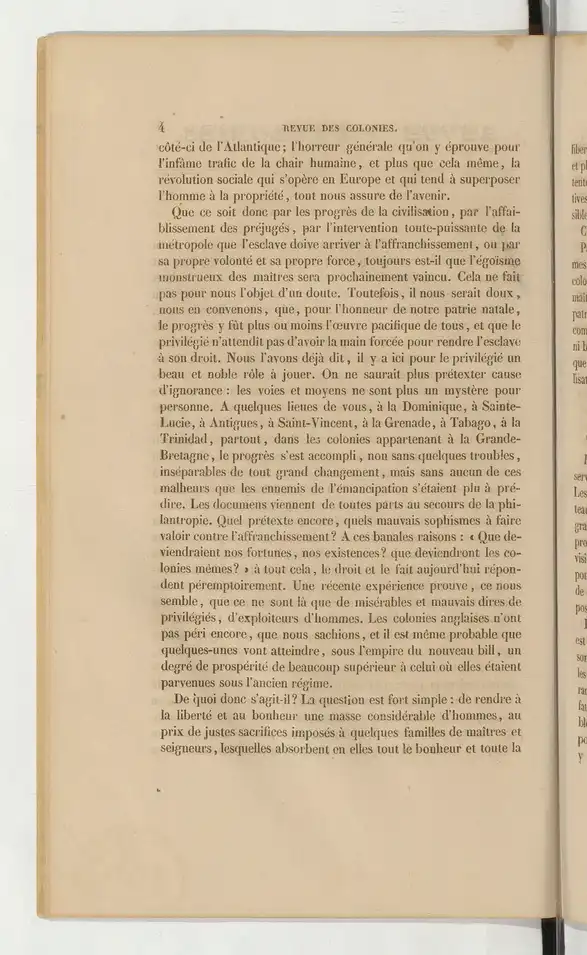 4 REVUE DES COLONIES.
côté-ci de l'Atlantique; l'horreur générale qu'on y éprouve pour
l'infâme trafic de la chair humaine, et plus que cela même, la
révolution sociale qui s'opère en Europe et qui tend à superposer
l'homme à la propriété, tout nous assure de l'avenir.
Que ce soit donc par les progrès de la civilisation, par l'affai-
blissement des préjugés, par l'intervention toute-puissante de la
métropole que l'esclave doive arriver à l'affranchissement, ou par
sa propre volonté et sa propre force, toujours est-il que l'égoïsme
monstrueux des maîtres sera prochainement vaincu. Cela ne fait
pas pour nous l'objet d'un doute. Toutefois, il nous serait doux,
nous en convenons, que, pour l'honneur de notre patrie natale,
le progrès y fût plus ou moins l'œuvre pacifique de tous, et que le
privilégié n'attendît pas d'avoir la main forcée pour rendre l'esclave
à son droit. Nous l'avons déjà dit, il y a ici pour le privilégié un
beau et noble rôle à jouer. On ne saurait plus prétexter cause
d'ignorance : les voies et moyens ne sont plus un mystère pour
personne. A quelques lieues de vous, à la Dominique, à Sainte-
Lucie, à Antigues, à Saint-Vincent, à la Grenade, à Tabago, à la
Trinidad, partout, dans les colonies appartenant à la Grande-
Bretagne, le progrès s'est accompli, non sans quelques troubles,
inséparables de tout grand changement, mais sans aucun de ces
malheurs que les ennemis de l'émancipation s'étaient plu à pré-
dire. Les documens viennent de toutes parts au secours de la phi-
lantropie. Quel prétexte encore, quels mauvais sophismes à faire
valoir contre l'affranchissement? A ces banales raisons : « Que de-
viendraient nos fortunes, nos existences? que deviendront les co-
lonies mêmes? » à tout cela, le droit et le fait aujourd'hui répon-
dent péremptoirement. Une récente expérience prouve, ce nous
semble, que ce ne sont là que de misérables et mauvais dires de
privilégiés, d'exploiteurs d'hommes. Les colonies anglaises n'ont
pas péri encore, que nous sachions, et il est même probable que
quelques-unes vont atteindre, sous l'empire du nouveau bill, un
degré de prospérité de beaucoup supérieur à celui où elles étaient
parvenues sous l'ancien régime.
De quoi donc s'agit-il? La question est fort simple : de rendre à
la liberté et au bonheur une masse considérable d'hommes, au
prix de justes sacrifices imposés à quelques familles de maîtres et
seigneurs, lesquelles absorbent en elles tout le bonheur et toute la